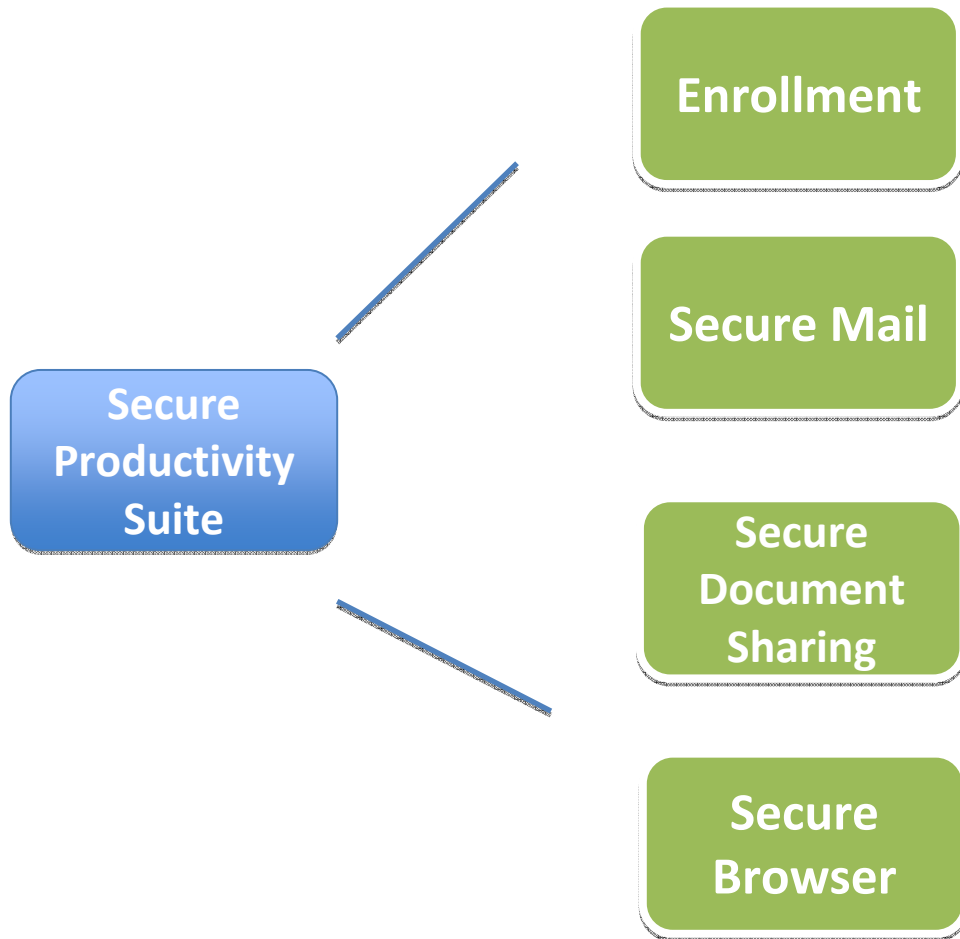 Enrollment
Secure Mail
Secure
Productivity
Suite
Secure
Document
Sharing
Secure
Browser